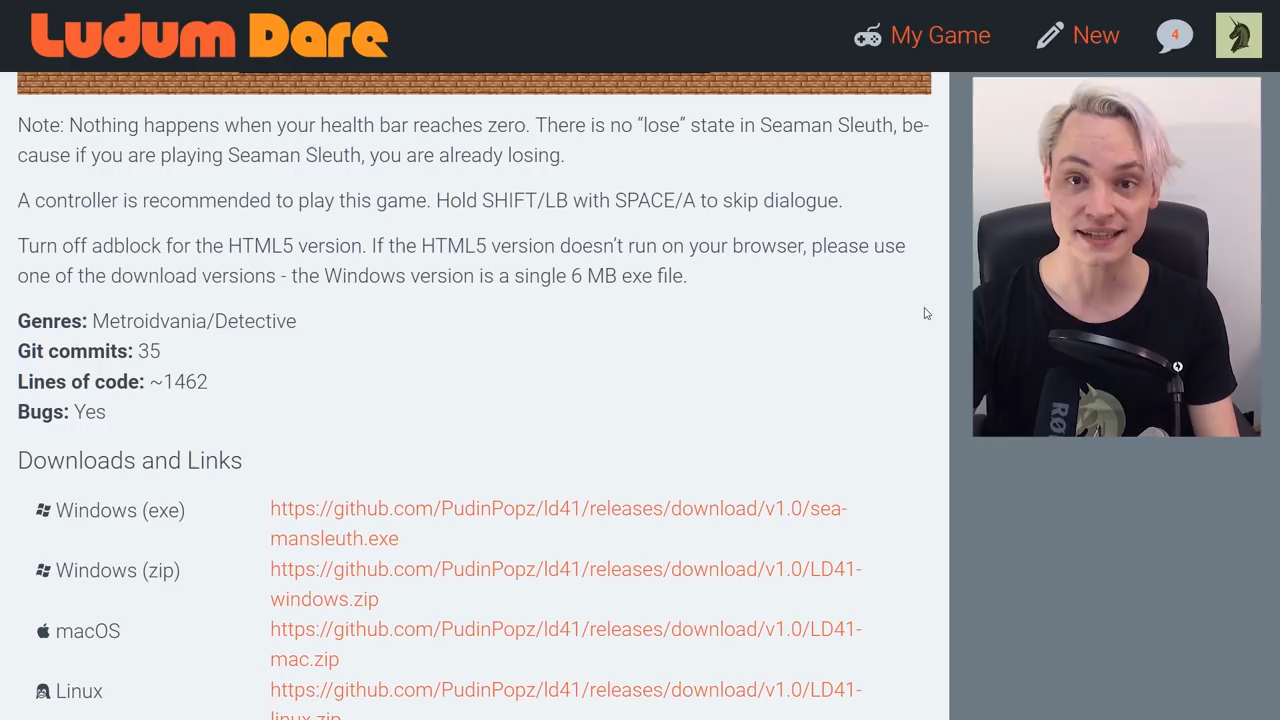 Ludum Dare
My Game
New
4
Note: Nothing happens when your health bar reaches zero. There is no “lose” state in Seaman Sleuth, be-
cause if you are playing Seaman Sleuth, you are already losing.
A controller is recommended to play this game. Hold SHIFT/LB with SPACE/A to skip dialogue.
Turn off adblock for the HTML5 version. If the HTML5 version doesn’t run on your browser, please use
one of the download versions - the Windows version is a single 6 MB exe file.
Genres: Metroidvania/Detective
Git commits: 35
Lines of code: ~1462
Bugs: Yes
Downloads and Links
Windows (exe)
https://github.com/PudinPopz/ld41/releases/download/v1.0/sea-
mansleuth.exe
Windows (zip)
https://github.com/PudinPopz/ld41/releases/download/v1.0/LD41-
windows.zip
macOS
https://github.com/PudinPopz/ld41/releases/download/v1.0/LD41-
mac.zip
Linux
https://github.com/PudinPopz/ld41/releases/download/v1.0/LD41-
linux.zip
RØ